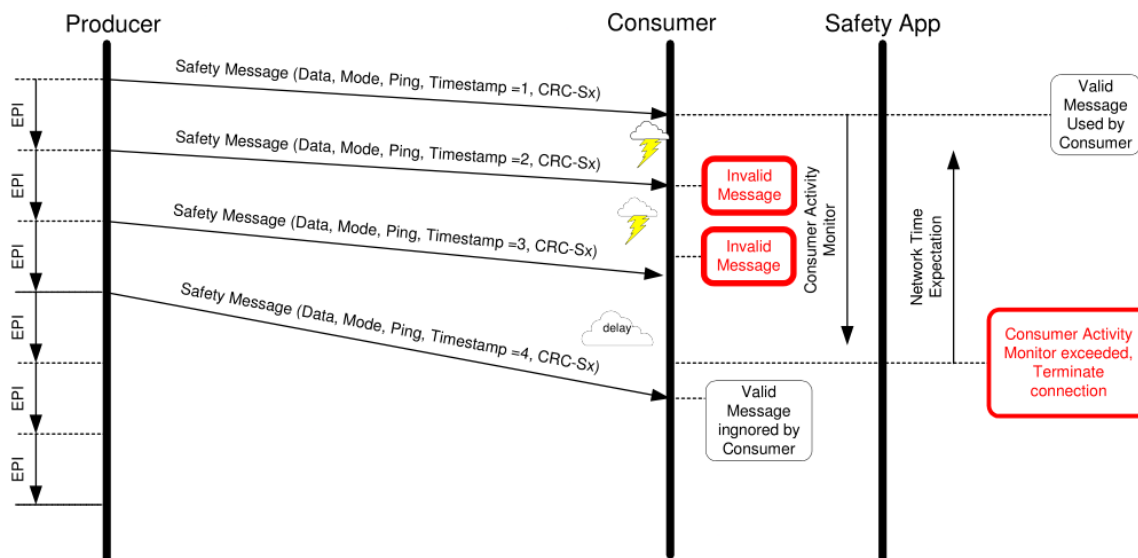 Producer
Consumer
Safety App
EPI
EPI
EPI
EPI
EPI
EPI
Safety Message (Data, Mode, Ping, Timestamp =1, CRC-Sx)
Safety Message (Data, Mode, Ping, Timestamp =2, CRC-Sx)
Safety Message (Data, Mode, Ping, Timestamp =3, CRC-Sx)
Safety Message (Data, Mode, Ping, Timestamp =4, CRC-Sx)
delay
Invalid
Message
Invalid
Message
Valid
Message
ingnored by
Consumer
Consumer Activity
Monitor
Network Time
Expectation
Valid
Message
Used by
Consumer
Consumer Activity
Monitor exceeded,
Terminate
connection